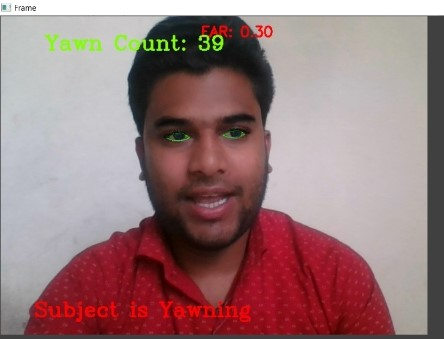 Frame
EAR: 0.30
Yawn Count: 39
Subject is Yawning